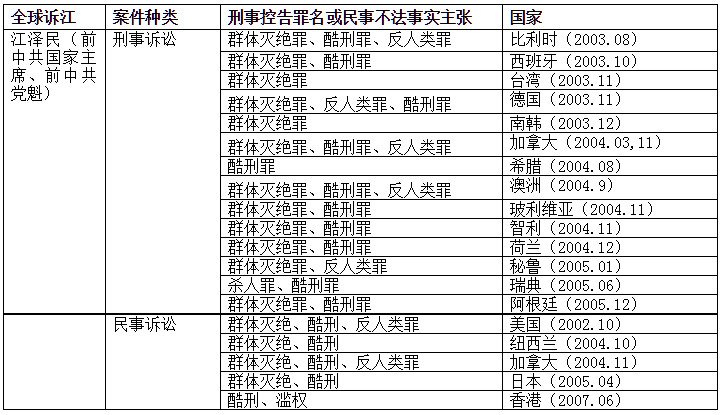 全球诉江 案件种类 刑事控告罪名或民事不法事实主张 国家
江泽民（前中共国家主席、前中共党魁） 刑事诉讼 群体灭绝罪、酷刑罪、反人类罪 比利时（2003.08）
群体灭绝罪、酷刑罪 西班牙（2003.10）
群体灭绝罪 台湾（2003.11）
群体灭绝罪、反人类罪、酷刑罪 德国（2003.11）
群体灭绝罪 南韩（2003.12）
群体灭绝罪、酷刑罪、反人类罪 加拿大（2004.03,11）
酷刑罪 希腊（2004.08）
群体灭绝罪、酷刑罪、反人类罪 澳洲（2004.9）
群体灭绝罪、酷刑罪 玻利维亚（2004.11）
群体灭绝罪、酷刑罪 智利（2004.11）
群体灭绝罪、酷刑罪 荷兰（2004.12）
群体灭绝罪、反人类罪 秘鲁（2005.01）
杀人罪、酷刑罪 瑞典（2005.06）
群体灭绝罪、酷刑罪 阿根廷（2005.12）
民事诉讼 群体灭绝、酷刑、反人类罪 美国（2002.10）
群体灭绝、酷刑 纽西兰（2004.10）
群体灭绝、酷刑、反人类罪 加拿大（2004.11）
群体灭绝、酷刑 日本（2005.04）
酷刑、滥权 香港（2007.06）